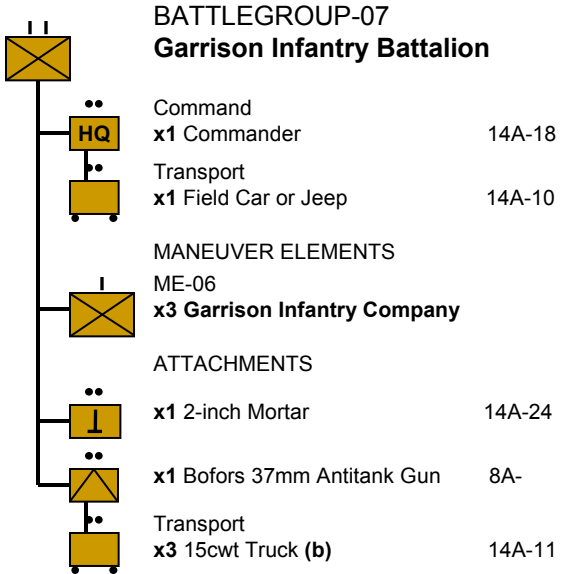 BATTLEGROUP-07
Garrison Infantry Battalion
Command
HQ x1 Commander 14A-18
Transport
x1 Field Car or Jeep 14A-10
MANEUVER ELEMENTS
ME-06
x3 Garrison Infantry Company
ATTACHMENTS
x1 2-inch Mortar 14A-24
x1 Bofors 37mm Antitank Gun 8A-
Transport
x3 15cwt Truck (b) 14A-11